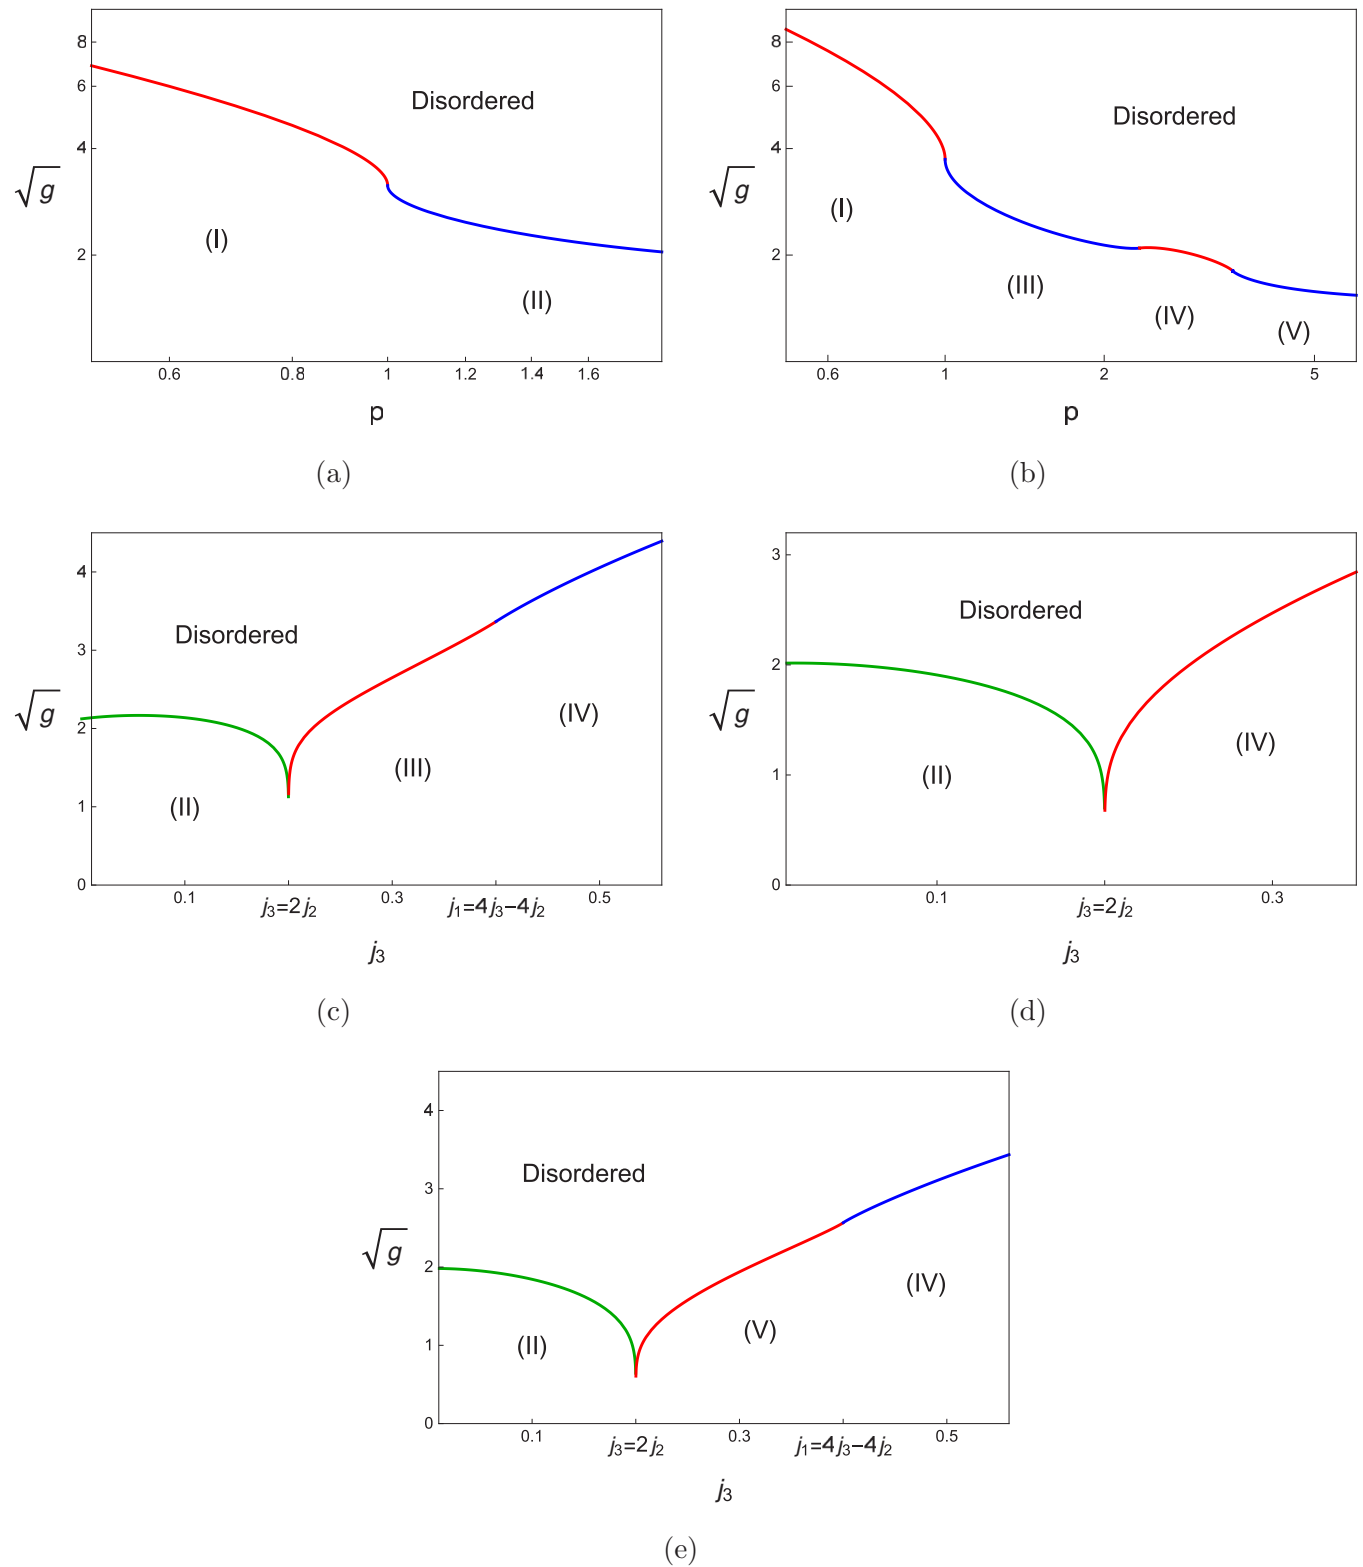 8
6
4
2
√g
Disordered
(I)
(II)
0.6 0.8 1 1.2 1.4 1.6
p
(a)
8
6
4
2
√g
Disordered
(I)
(III)
(IV)
(V)
0.6 1 2 5
p
(b)
4
3
2
1
0
√g
Disordered
(II)
(III)
(IV)
0.1 j₃=2j₂ 0.3 j₁=4j₃−4j₂ 0.5
j₃
(c)
3
2
1
0
√g
Disordered
(II)
(IV)
0.1 j₃=2j₂ 0.3
j₃
(d)
4
3
2
1
0
√g
Disordered
(II)
(V)
(IV)
0.1 j₃=2j₂ 0.3 j₁=4j₃−4j₂ 0.5
j₃
(e)